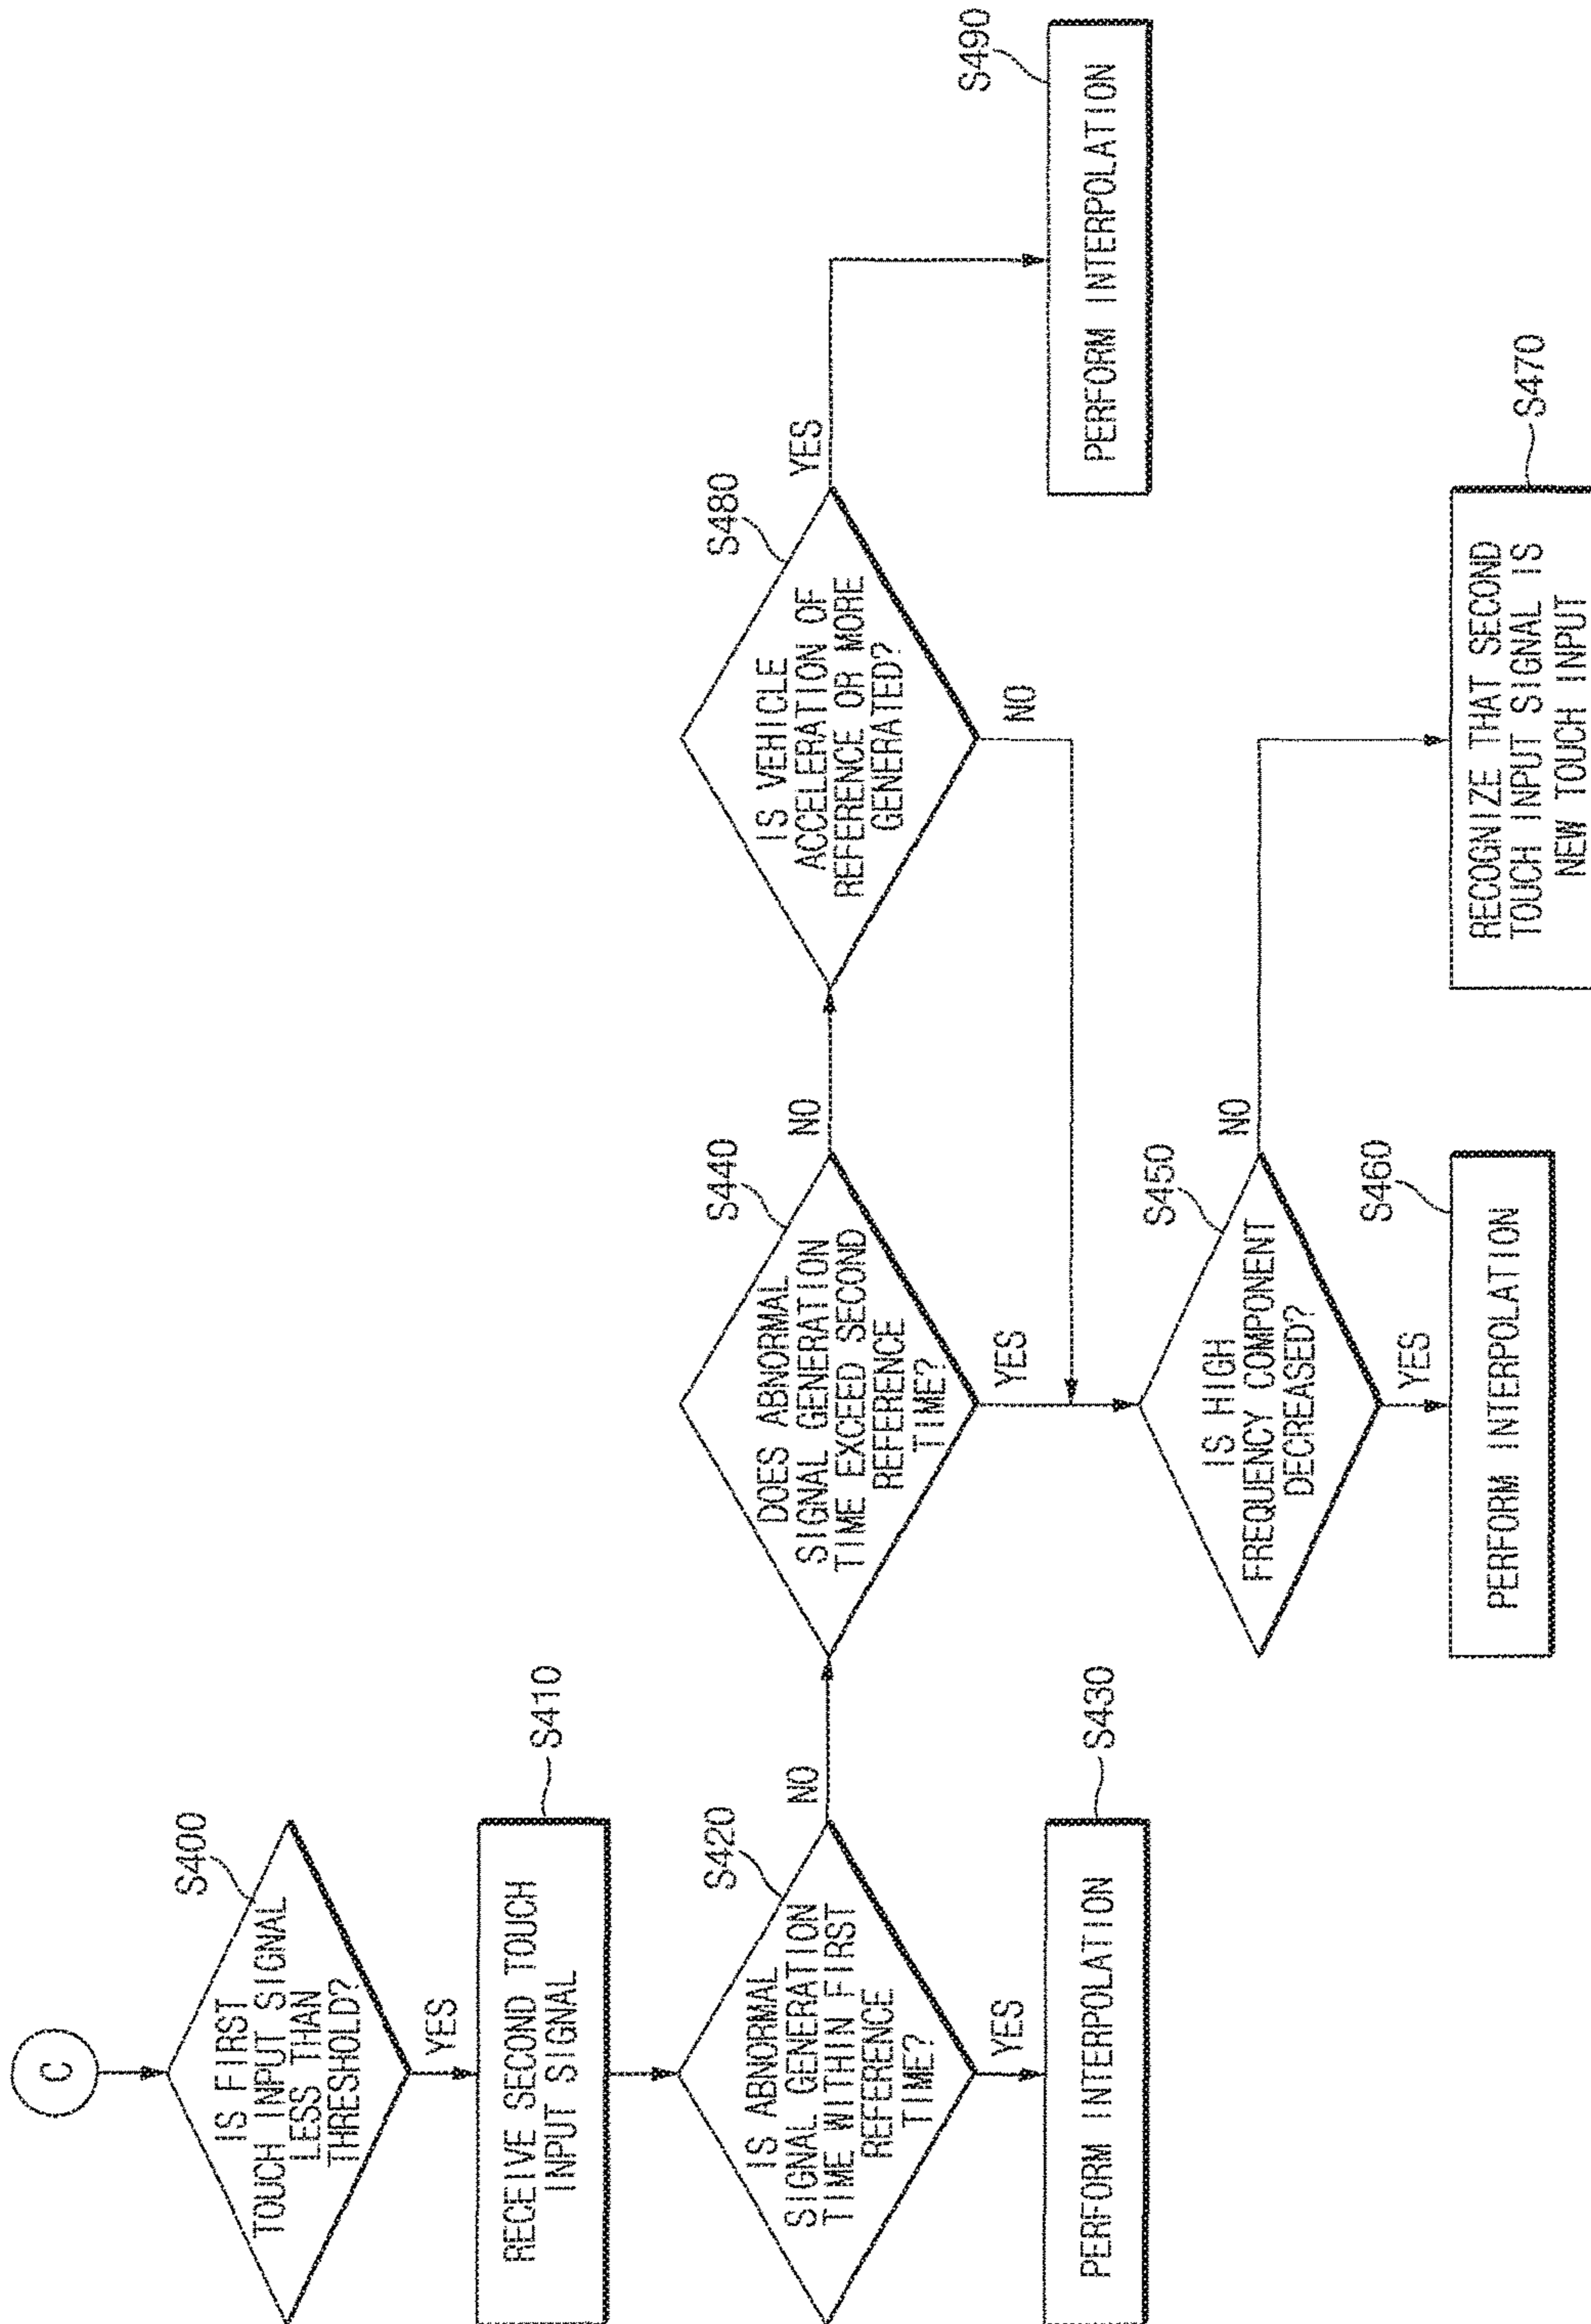 C
S400
IS FIRST
TOUCH INPUT SIGNAL
LESS THAN
THRESHOLD?
YES
S410
RECEIVE SECOND TOUCH
INPUT SIGNAL
S420
IS ABNORMAL
SIGNAL GENERATION
TIME WITHIN FIRST
REFERENCE
TIME?
NO
YES
S430
PERFORM INTERPOLATION
S440
DOES ABNORMAL
SIGNAL GENERATION
TIME EXCEED SECOND
REFERENCE
TIME?
NO
YES
S450
IS HIGH
FREQUENCY COMPONENT
DECREASED?
NO
YES
S460
PERFORM INTERPOLATION
S470
RECOGNIZE THAT SECOND
TOUCH INPUT SIGNAL IS
NEW TOUCH INPUT
S480
IS VEHICLE
ACCELERATION OF
REFERENCE OR MORE
GENERATED?
YES
NO
S490
PERFORM INTERPOLATION